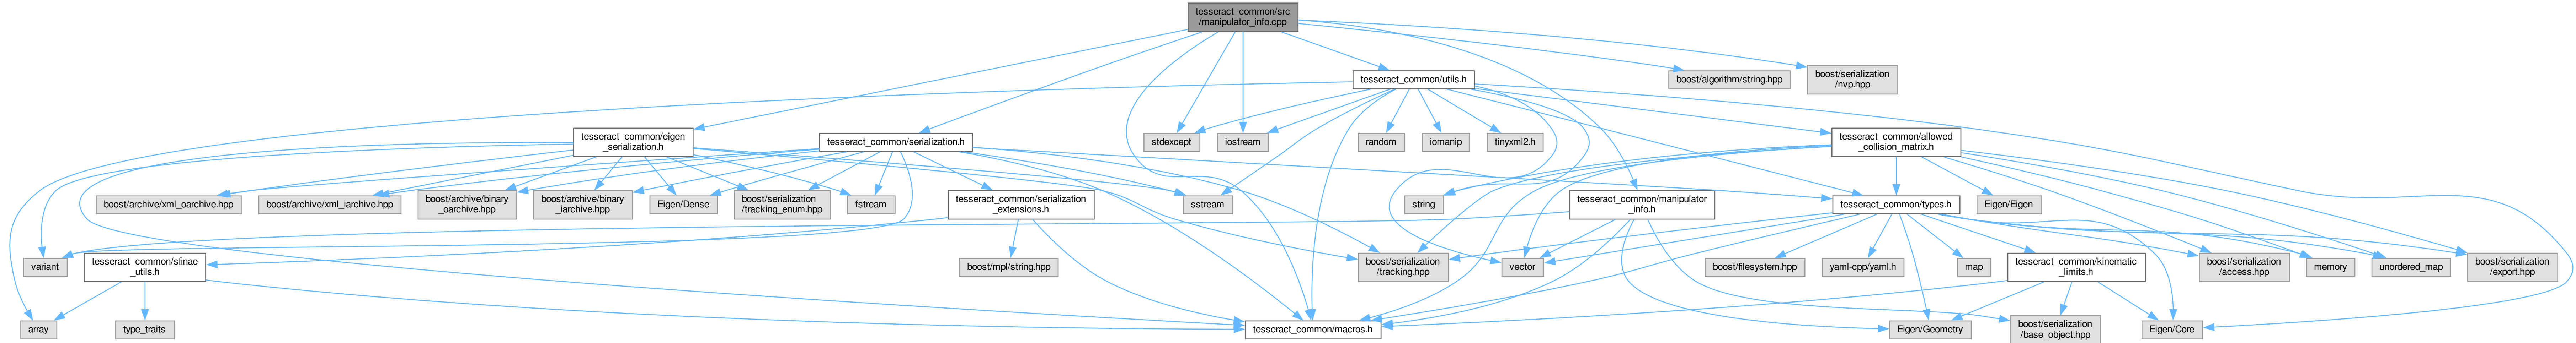 tesseract_common/src
/manipulator_info.cpp
tesseract_common/utils.h
boost/algorithm/string.hpp
boost/serialization
/nvp.hpp
tesseract_common/eigen
_serialization.h
tesseract_common/serialization.h
stdexcept
iostream
random
iomanip
tinyxml2.h
tesseract_common/allowed
_collision_matrix.h
boost/archive/xml_oarchive.hpp
boost/archive/xml_iarchive.hpp
boost/archive/binary
_oarchive.hpp
boost/archive/binary
_iarchive.hpp
Eigen/Dense
boost/serialization
/tracking_enum.hpp
fstream
tesseract_common/serialization
_extensions.h
sstream
string
tesseract_common/manipulator
_info.h
tesseract_common/types.h
Eigen/Eigen
variant
tesseract_common/sfinae
_utils.h
boost/mpl/string.hpp
boost/serialization
/tracking.hpp
vector
boost/filesystem.hpp
yaml-cpp/yaml.h
map
tesseract_common/kinematic
_limits.h
boost/serialization
/access.hpp
memory
unordered_map
boost/serialization
/export.hpp
array
type_traits
tesseract_common/macros.h
Eigen/Geometry
boost/serialization
/base_object.hpp
Eigen/Core